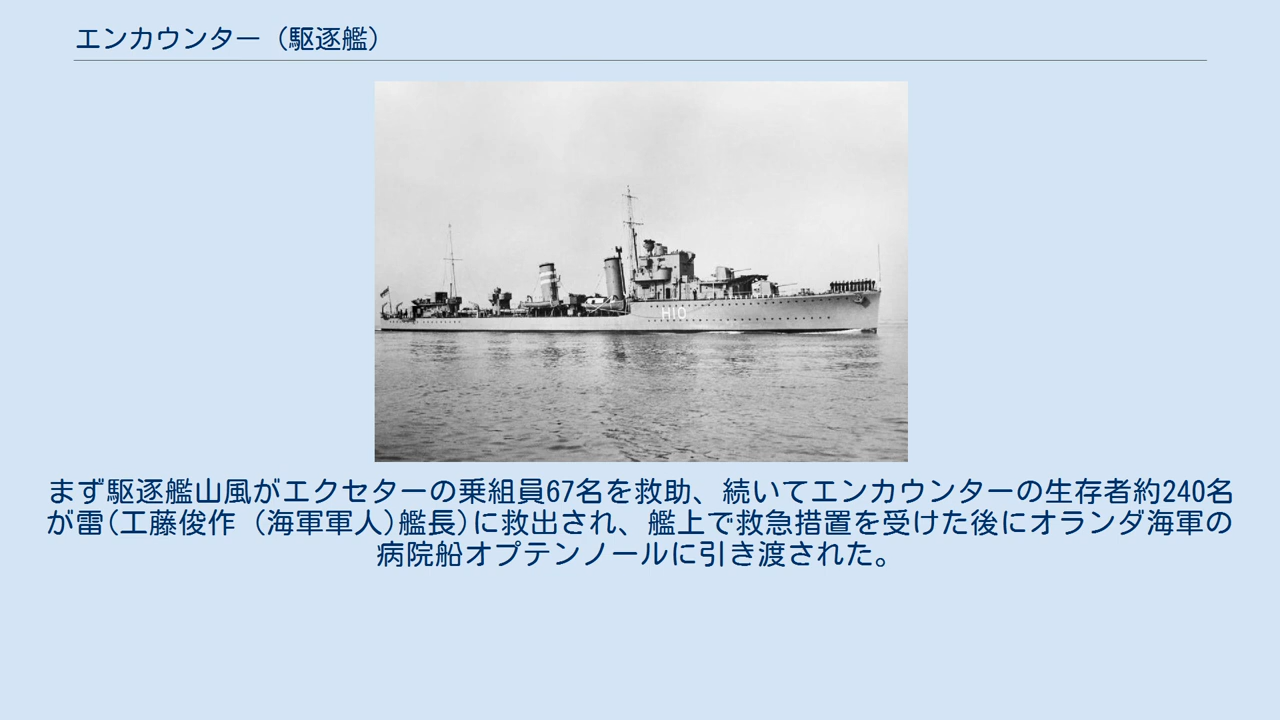 エンカウンター (駆逐艦)
H10
まず駆逐艦山風がエクセターの乗組員67名を救助、続いてエンカウンターの生存者約240名
が雷(工藤俊作 (海軍軍人)艦長)に救出され、艦上で救急措置を受けた後にオランダ海軍の
病院船オプテンノールに引き渡された。